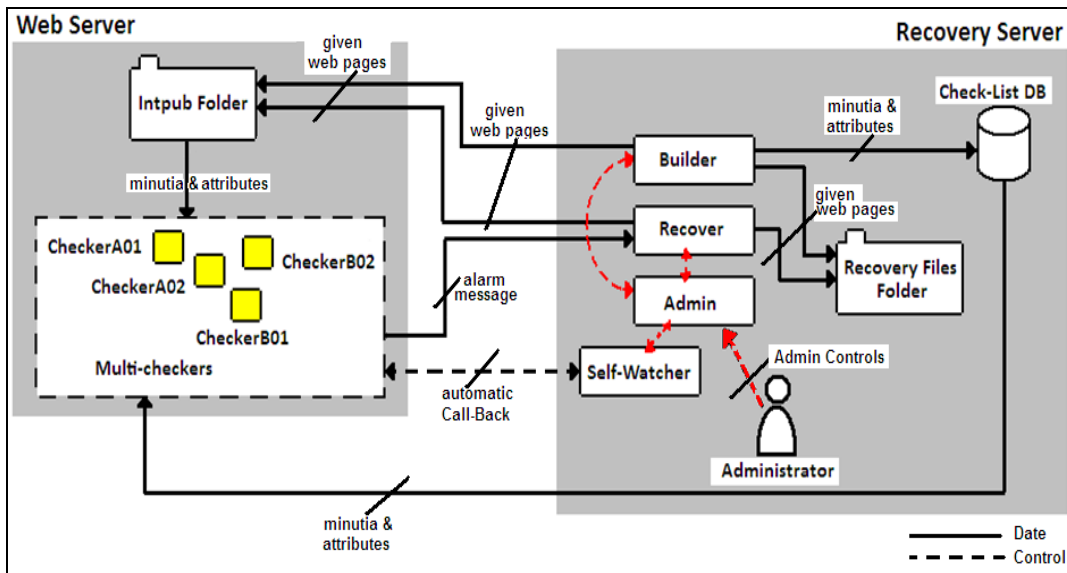 Web Server
Recovery Server
given
web pages
Intpub Folder
given
web pages
Check-List DB
minutia &
attributes
Builder
minutia & attributes
given
web pages
Recover
CheckerA01
CheckerB02
CheckerA02
CheckerB01
Multi-checkers
alarm
message
Recovery Files
Folder
Admin
Self-Watcher
Admin Controls
automatic
Call-Back
Administrator
minutia &
attributes
Date
Control